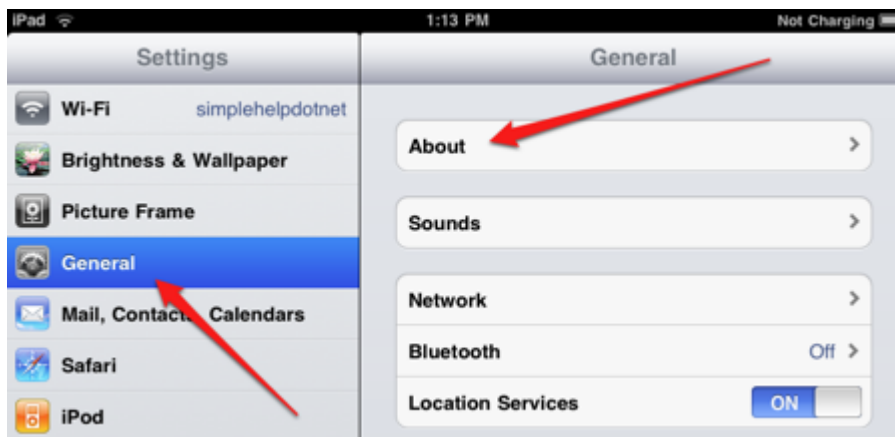 iPad 1:13 PM Not Charging
Settings
General
Wi-Fi simplehelpdotnet
Brightness & Wallpaper
Picture Frame
General
Mail, Contacts, Calendars
Safari
iPod
About
Sounds
Network
Bluetooth Off
Location Services ON